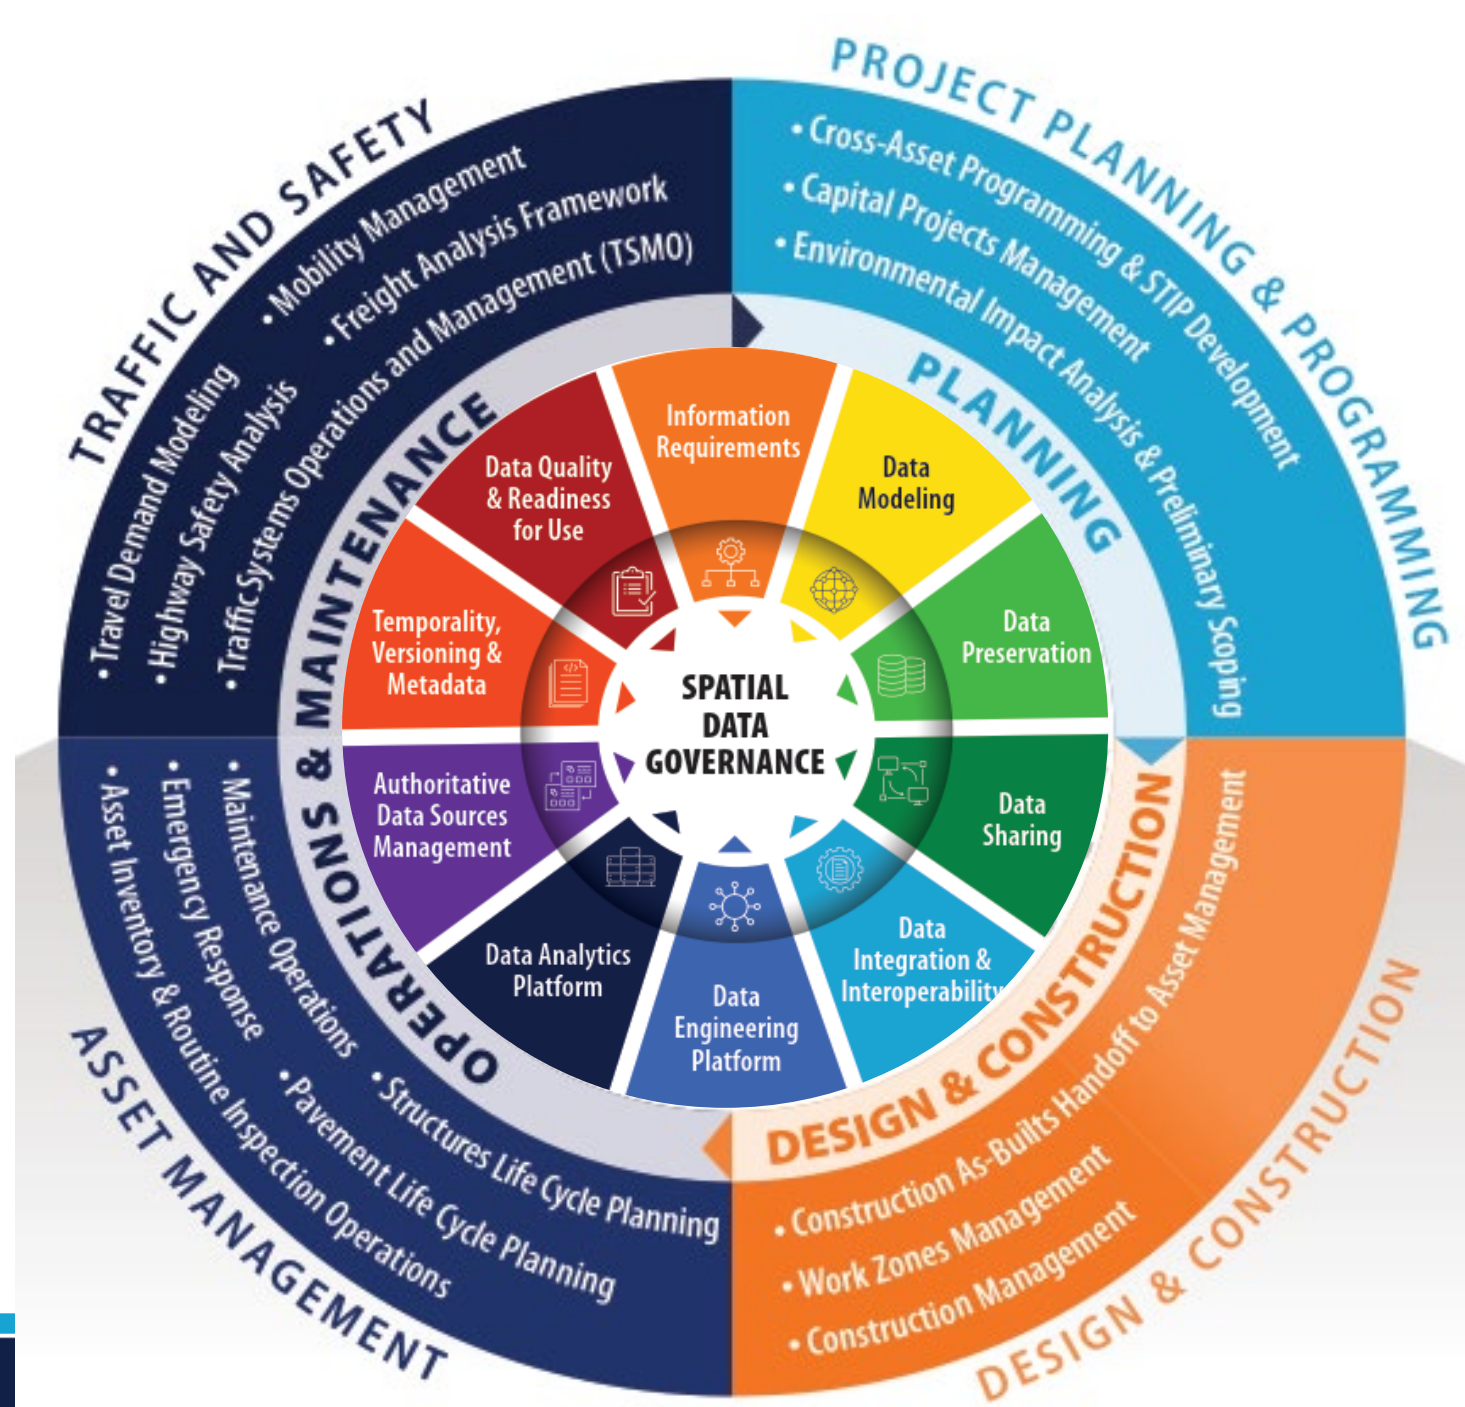 PROJECT PLANNING & PROGRAMMING
• Cross-Asset Programming & STIP Development
• Capital Projects Management
• Environmental Impact Analysis & Preliminary Scoping
PLANNING
TRAFFIC AND SAFETY
• Mobility Management
• Freight Analysis Framework
• Traffic Systems Operations and Management (TSMO)
• Travel Demand Modeling
• Highway Safety Analysis
OPERATIONS & MAINTENANCE
ASSET MANAGEMENT
• Maintenance Operations
• Emergency Response
• Asset Inventory & Routine Inspection Operations
• Structures Life Cycle Planning
• Pavement Life Cycle Planning
DESIGN & CONSTRUCTION
• Construction As-Builts Handoff to Asset Management
• Work Zones Management
• Construction Management
DESIGN & CONSTRUCTION
Information
Requirements
Data
Modeling
Data
Preservation
Data
Sharing
Data
Integration &
Interoperability
Data
Engineering
Platform
Data Analytics
Platform
Authoritative
Data Sources
Management
Temporality,
Versioning &
Metadata
Data Quality
& Readiness
for Use
SPATIAL
DATA
GOVERNANCE